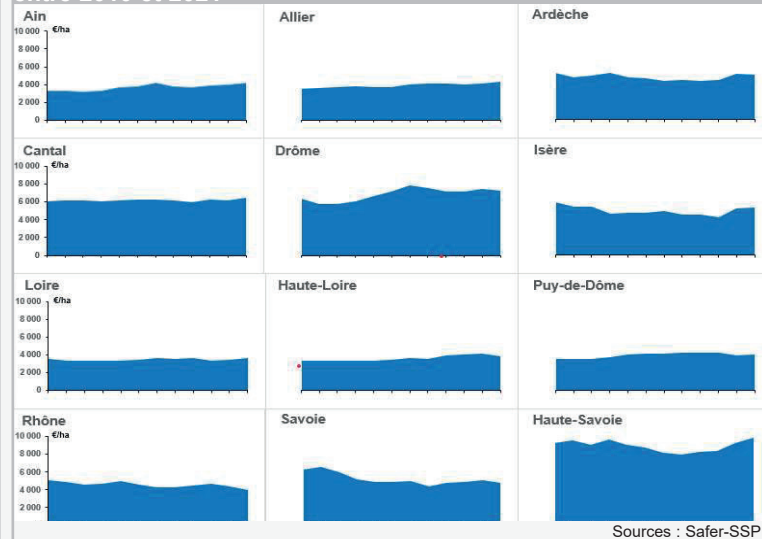 Ain
Allier
Ardèche
€/ha
10 000
8 000
6 000
4 000
2 000
0
Cantal
Drôme
Isère
€/ha
10 000
8 000
6 000
4 000
2 000
0
Loire
Haute-Loire
Puy-de-Dôme
€/ha
10 000
8 000
6 000
4 000
2 000
0
Rhône
Savoie
Haute-Savoie
€/ha
10 000
8 000
6 000
4 000
2 000
Sources : Safer-SSP